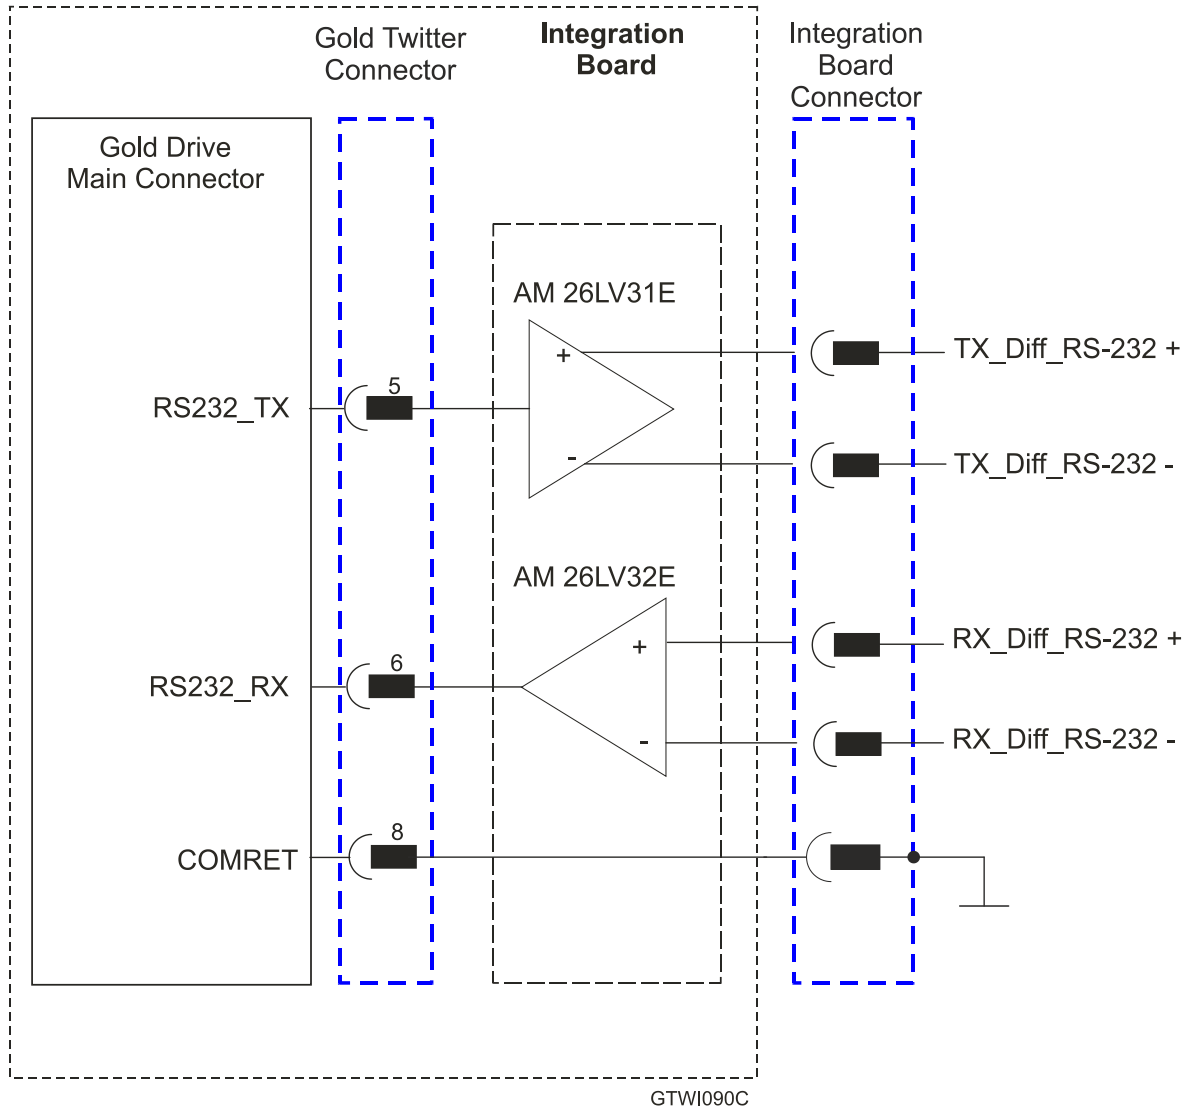 Gold Twitter
Connector
Integration
Board
Integration
Board
Connector
Gold Drive
Main Connector
AM 26LV31E
+
-
TX_Diff_RS-232 +
5
RS232_TX
TX_Diff_RS-232 -
AM 26LV32E
+
-
RX_Diff_RS-232 +
6
RS232_RX
RX_Diff_RS-232 -
8
COMRET
GTWI090C